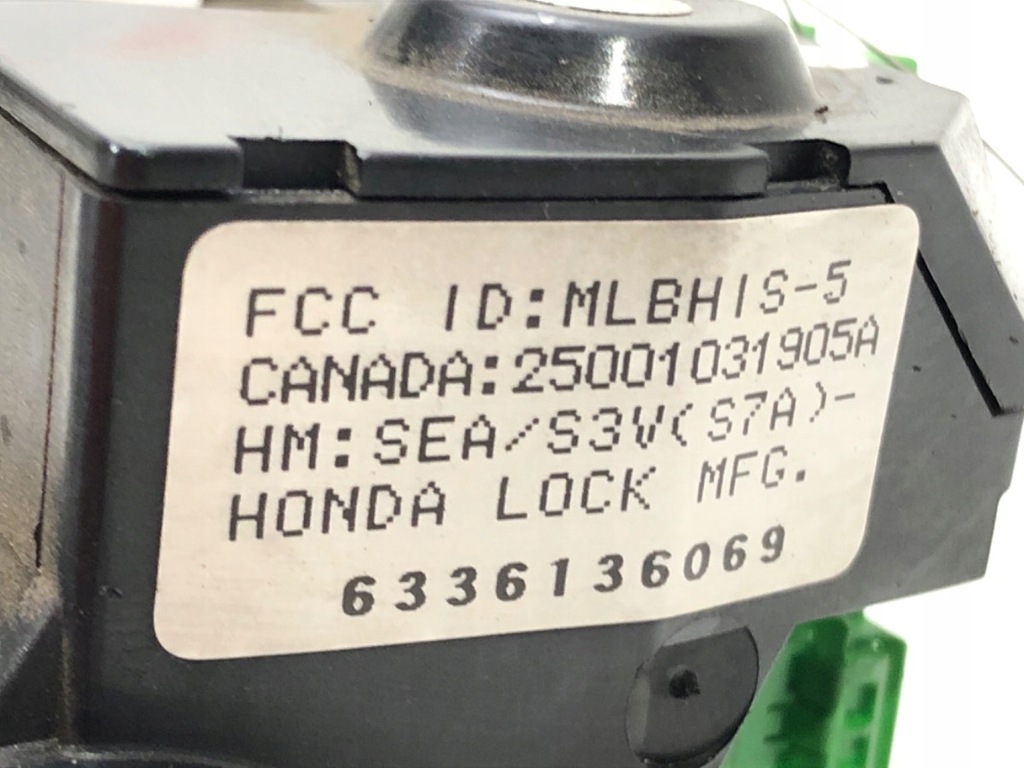 FCC ID:MLBHIS-5
CANADA:25001031905A
HM:SEA/S3V(S7A)-
HONDA LOCK MFG.
6336136069